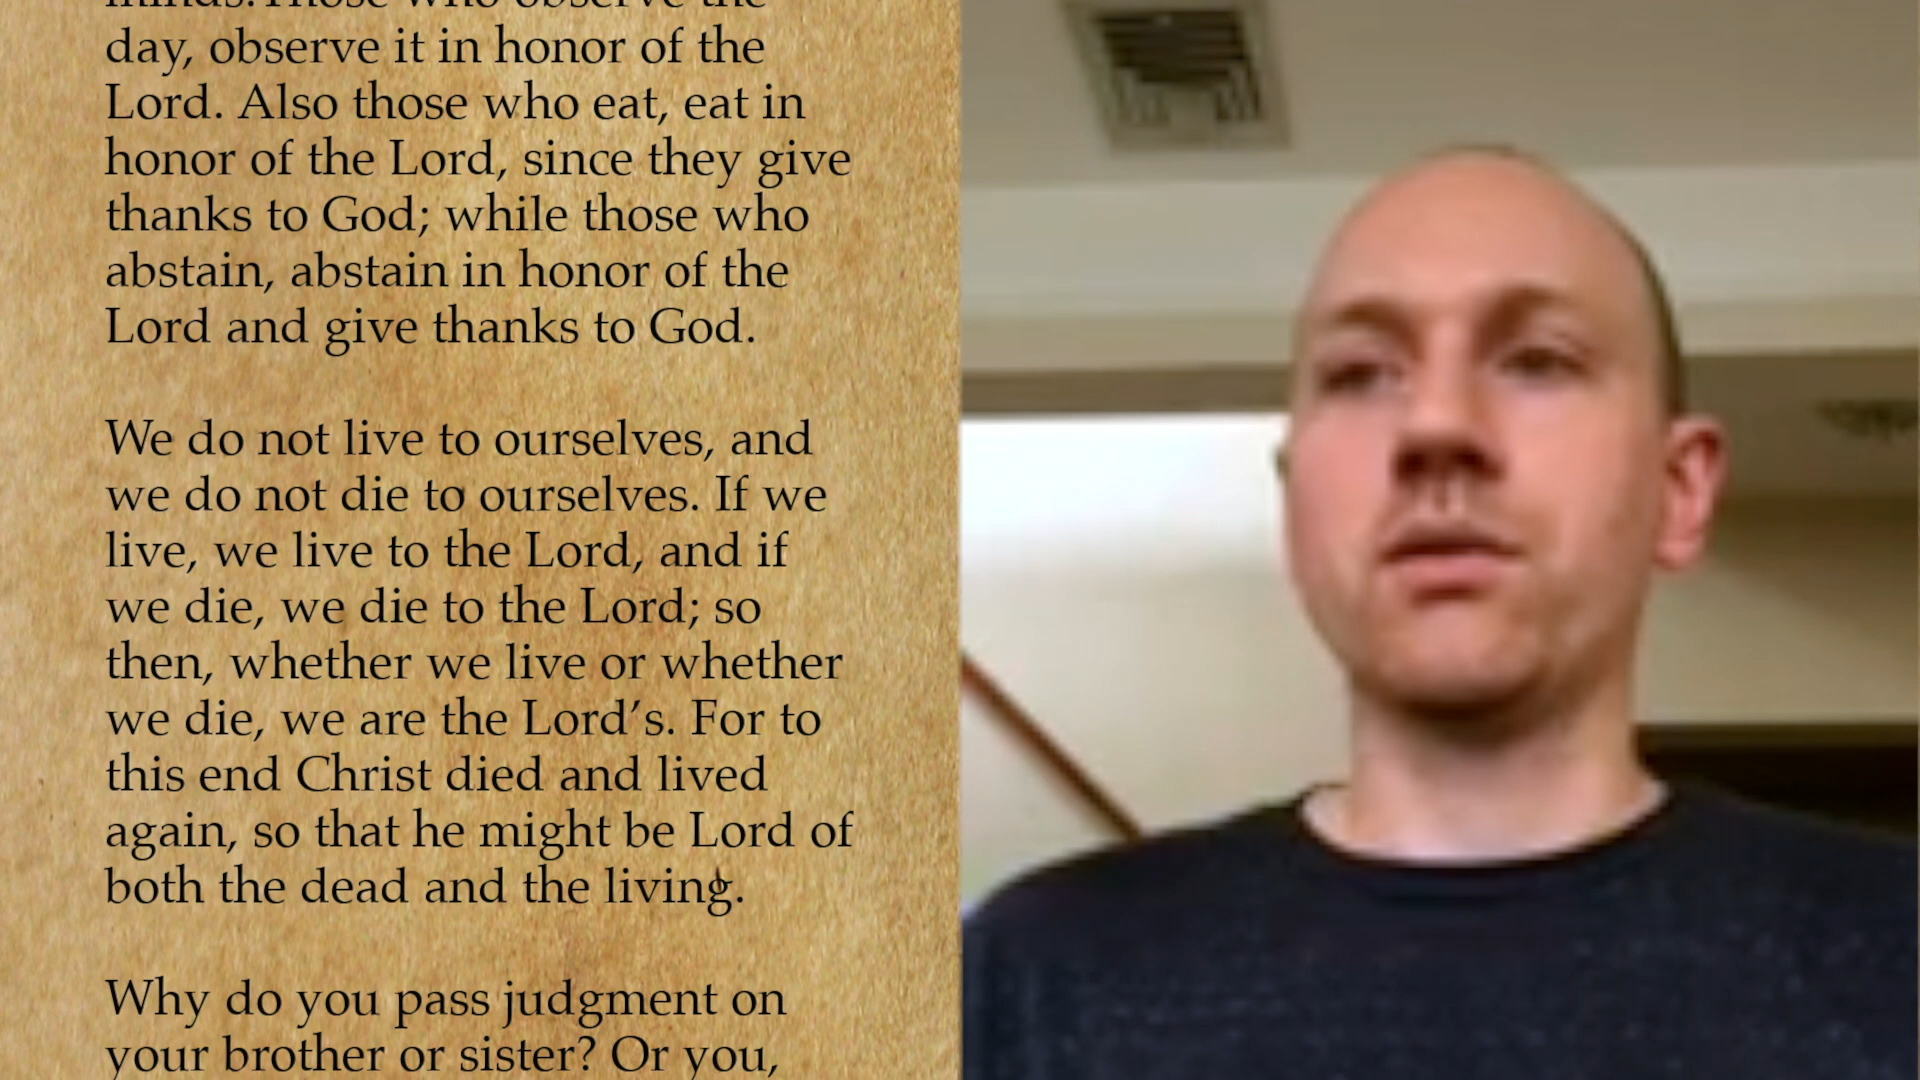 minds. Those who observe the
day, observe it in honor of the
Lord. Also those who eat, eat in
honor of the Lord, since they give
thanks to God; while those who
abstain, abstain in honor of the
Lord and give thanks to God.
We do not live to ourselves, and
we do not die to ourselves. If we
live, we live to the Lord, and if
we die, we die to the Lord; so
then, whether we live or whether
we die, we are the Lord’s. For to
this end Christ died and lived
again, so that he might be Lord of
both the dead and the living.
Why do you pass judgment on
your brother or sister? Or you,